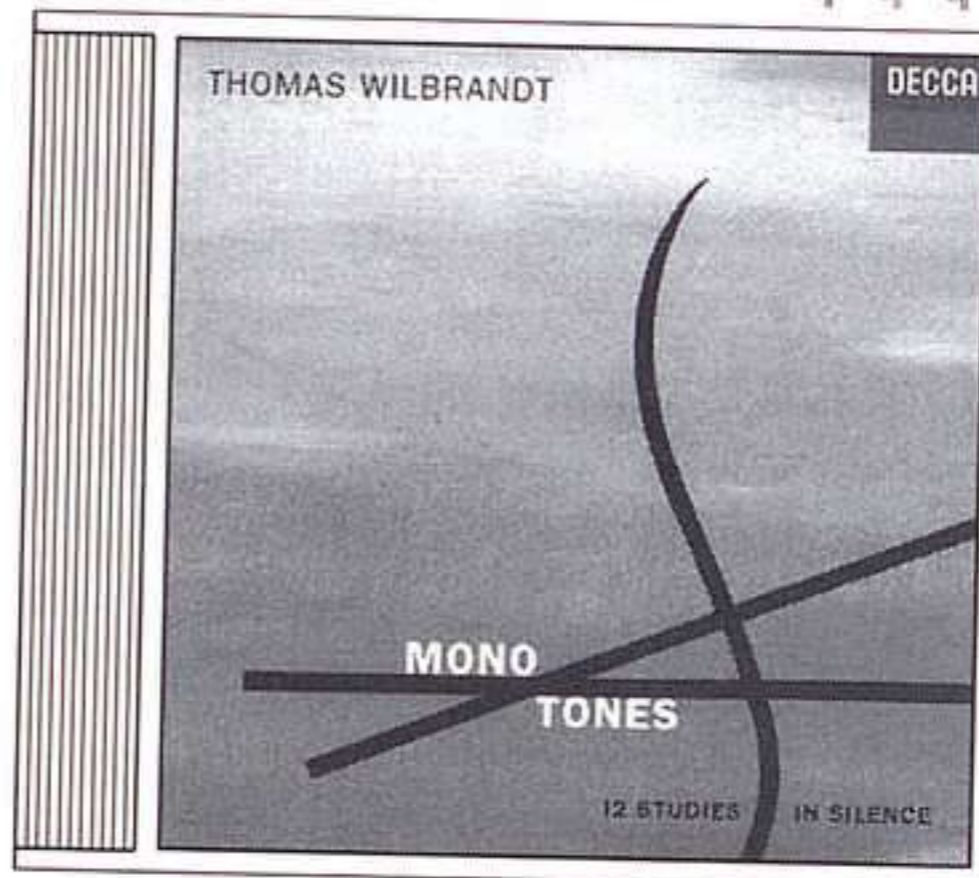 THOMAS WILBRANDT
DECCA
MONO
TONES
12 STUDIES IN SILENCE